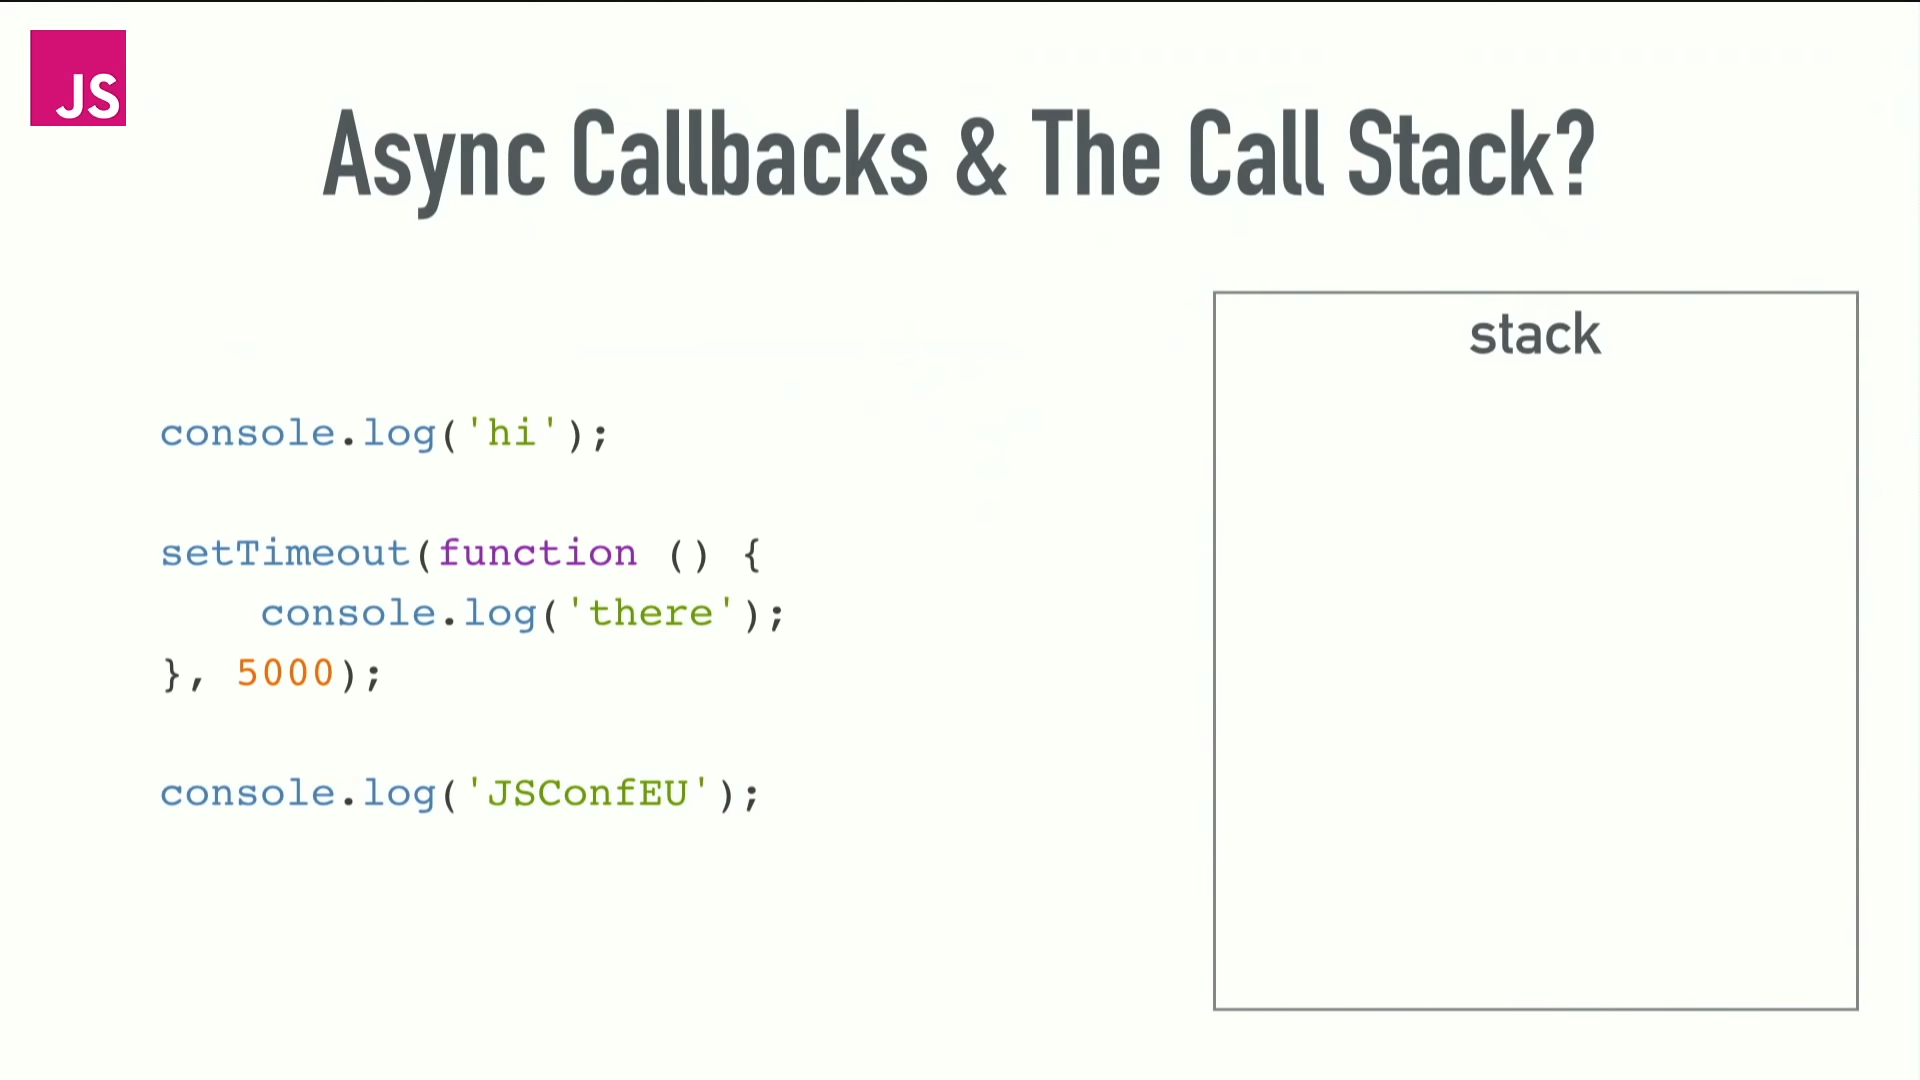 JS
Async Callbacks & The Call Stack?
stack
console.log('hi');
setTimeout(function () {
    console.log('there');
}, 5000);
console.log('JSConfEU');